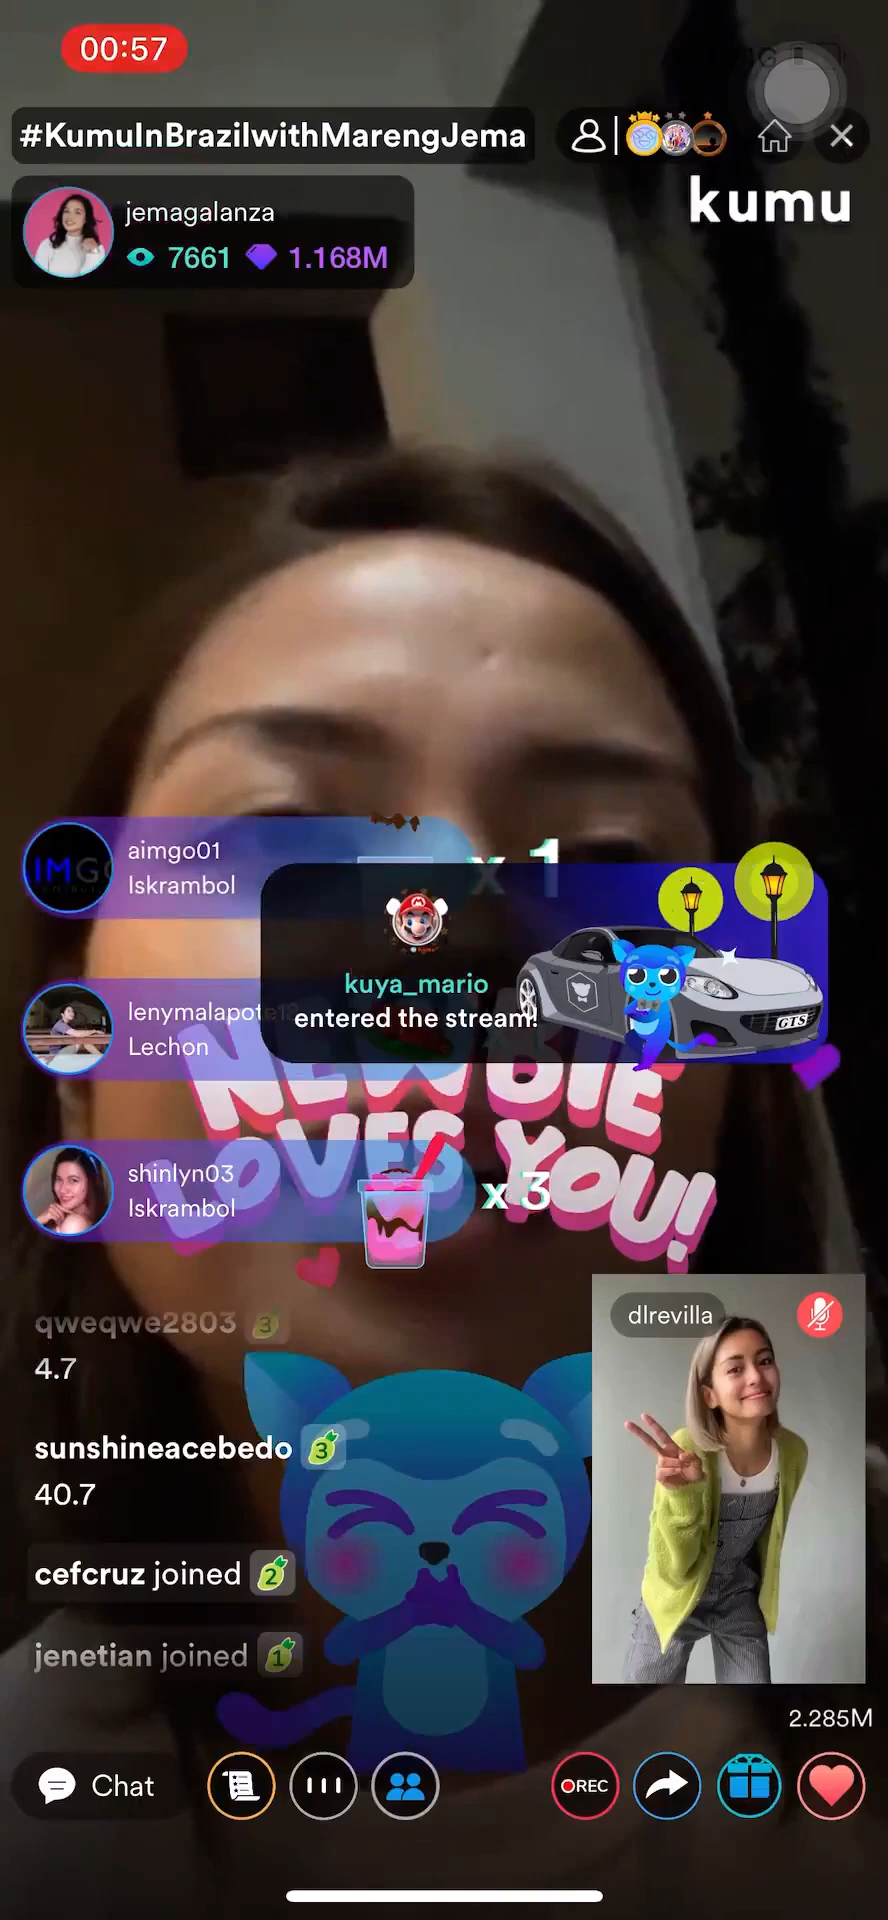 00:57
#KumuInBrazilwithMarengJema
kumu
jemagalanza
7661 1.168M
aimgo01
Iskrambol
x 1
kuya_mario
entered the stream!
GTS
lenymalapote
Lechon
NEWBIE
LOVES YOU!
shinlyn03
Iskrambol
x 3
dlrevilla
qweqwe2803 3
4.7
sunshineacebedo 3
40.7
cefcruz joined 2
jenetian joined 1
2.285M
Chat
REC